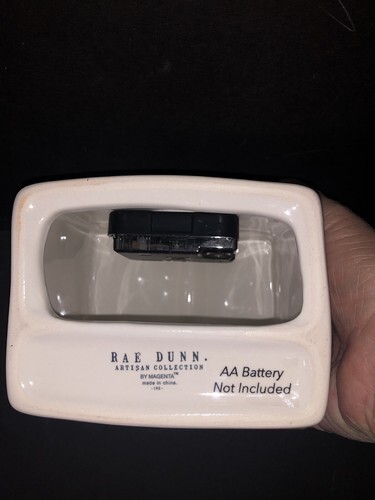 RAE DUNN.
ARTISAN COLLECTION
BY MAGENTA™
made in china.
AA Battery
Not Included